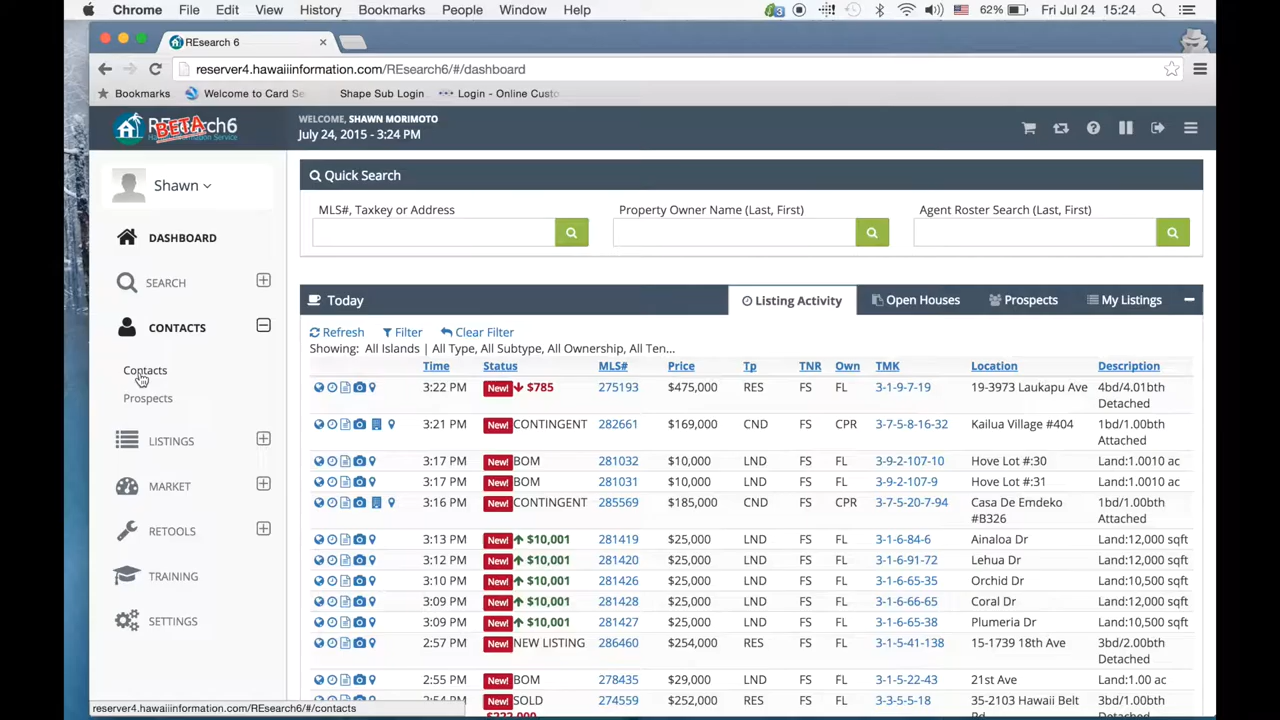 Chrome File Edit View History Bookmarks People Window Help 3 62% Fri Jul 24 15:24
REsearch 6
reserver4.hawaiiinformation.com/REsearch6/#/dashboard
Bookmarks Welcome to Card Se Shape Sub Login Login - Online Custo
REsearch6 BETA WELCOME, SHAWN MORIMOTO
July 24, 2015 - 3:24 PM
Shawn
DASHBOARD
SEARCH
CONTACTS
Contacts
Prospects
LISTINGS
MARKET
RETOOLS
TRAINING
SETTINGS
Quick Search
MLS#, Taxkey or Address Property Owner Name (Last, First) Agent Roster Search (Last, First)
Today Listing Activity Open Houses Prospects My Listings
Refresh Filter Clear Filter
Showing: All Islands | All Type, All Subtype, All Ownership, All Ten...
Time Status MLS# Price Tp TNR Own TMK Location Description
3:22 PM New! $785 275193 $475,000 RES FS FL 3-1-9-7-19 19-3973 Laukapu Ave 4bd/4.01bth
Detached
3:21 PM New! CONTINGENT 282661 $169,000 CND FS CPR 3-7-5-8-16-32 Kailua Village #404 1bd/1.00bth
Attached
3:17 PM New! BOM 281032 $10,000 LND FS FL 3-9-2-107-10 Hove Lot #:30 Land:1.0010 ac
3:17 PM New! BOM 281031 $10,000 LND FS FL 3-9-2-107-9 Hove Lot #:31 Land:1.0010 ac
3:16 PM New! CONTINGENT 285569 $185,000 CND FS CPR 3-7-5-20-7-94 Casa De Emdeko 1bd/1.00bth
#B326 Attached
3:13 PM New! $10,001 281419 $25,000 LND FS FL 3-1-6-84-6 Ainaloa Dr Land:12,000 sqft
3:12 PM New! $10,001 281420 $25,000 LND FS FL 3-1-6-91-72 Lehua Dr Land:10,500 sqft
3:10 PM New! $10,001 281426 $25,000 LND FS FL 3-1-6-65-35 Orchid Dr Land:10,500 sqft
3:09 PM New! $10,001 281428 $25,000 LND FS FL 3-1-6-66-65 Coral Dr Land:12,000 sqft
3:09 PM New! $10,001 281427 $25,000 LND FS FL 3-1-6-65-38 Plumeria Dr Land:10,500 sqft
2:57 PM New! NEW LISTING 286460 $254,000 RES FS FL 3-1-5-41-138 15-1739 18th Ave 3bd/2.00bth
Detached
2:55 PM New! BOM 278435 $29,000 LND FS FL 3-1-5-22-43 21st Ave Land:1.00 ac
2:54 PM New! SOLD 274559 $252,000 RES FS FL 3-3-5-5-18 35-2103 Hawaii Belt 3bd/1.00bth
reserver4.hawaiiinformation.com/REsearch6/#/contacts